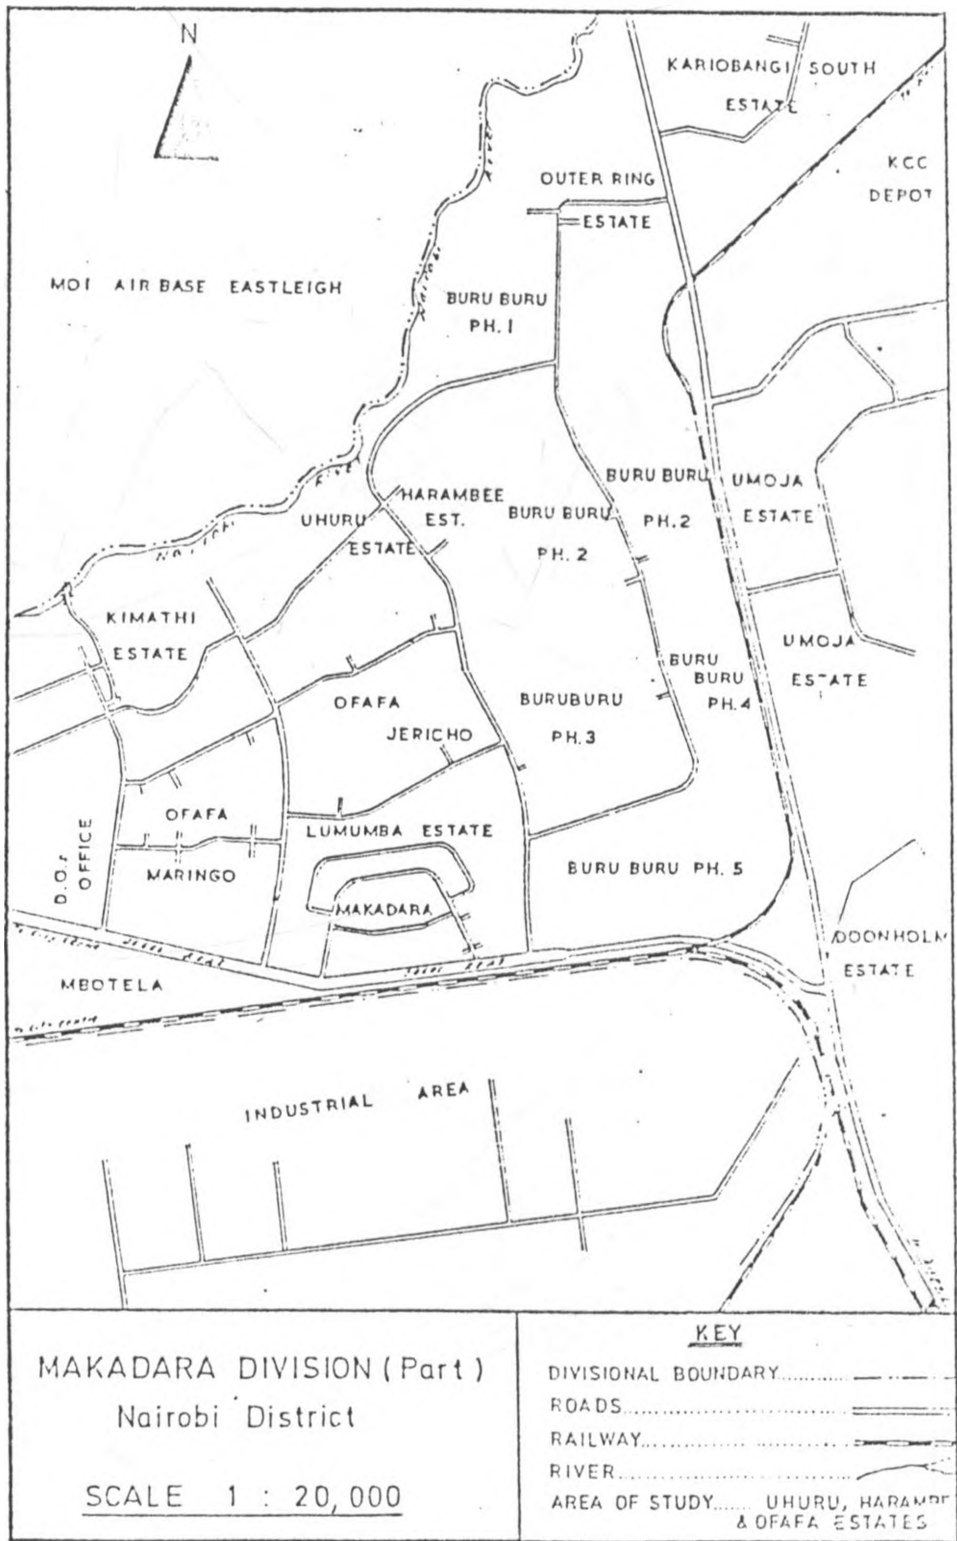 N
KARIOBANGI SOUTH
ESTATE
KCC
DEPOT
OUTER RING
ESTATE
MOI AIR BASE EASTLEIGH
BURU BURU
PH. 1
UHURU
ESTATE
HARAMBEE
EST.
BURU BURU
PH. 2
BURU BURU
PH. 2
UMOJA
ESTATE
KIMATHI
ESTATE
UMOJA
ESTATE
BURU
BURU
PH. 4
OFAFA
JERICHO
BURUBURU
PH. 3
OFAFA
MARINGO
D.O.s
OFFICE
LUMUMBA ESTATE
MAKADARA
BURU BURU PH. 5
DOONHOLM
ESTATE
MBOTELA
INDUSTRIAL AREA
MAKADARA DIVISION (Part)
Nairobi District
SCALE 1 : 20,000
KEY
DIVISIONAL BOUNDARY
ROADS
RAILWAY
RIVER
AREA OF STUDY...... UHURU, HARAMBE
& OFAFA ESTATES